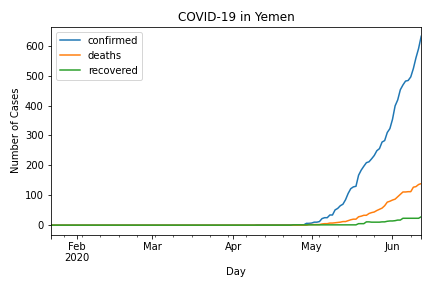 COVID-19 in Yemen
confirmed
deaths
recovered
Number of Cases
600
500
400
300
200
100
0
Feb Mar Apr May Jun
2020
Day